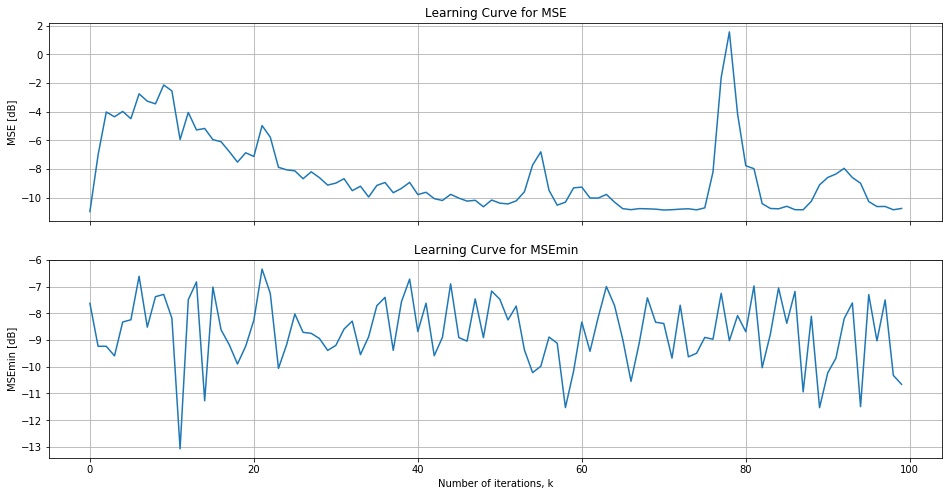 Learning Curve for MSE
MSE [dB]
2
0
−2
−4
−6
−8
−10
Learning Curve for MSEmin
MSEmin [dB]
−6
−7
−8
−9
−10
−11
−12
−13
0 20 40 60 80 100
Number of iterations, k